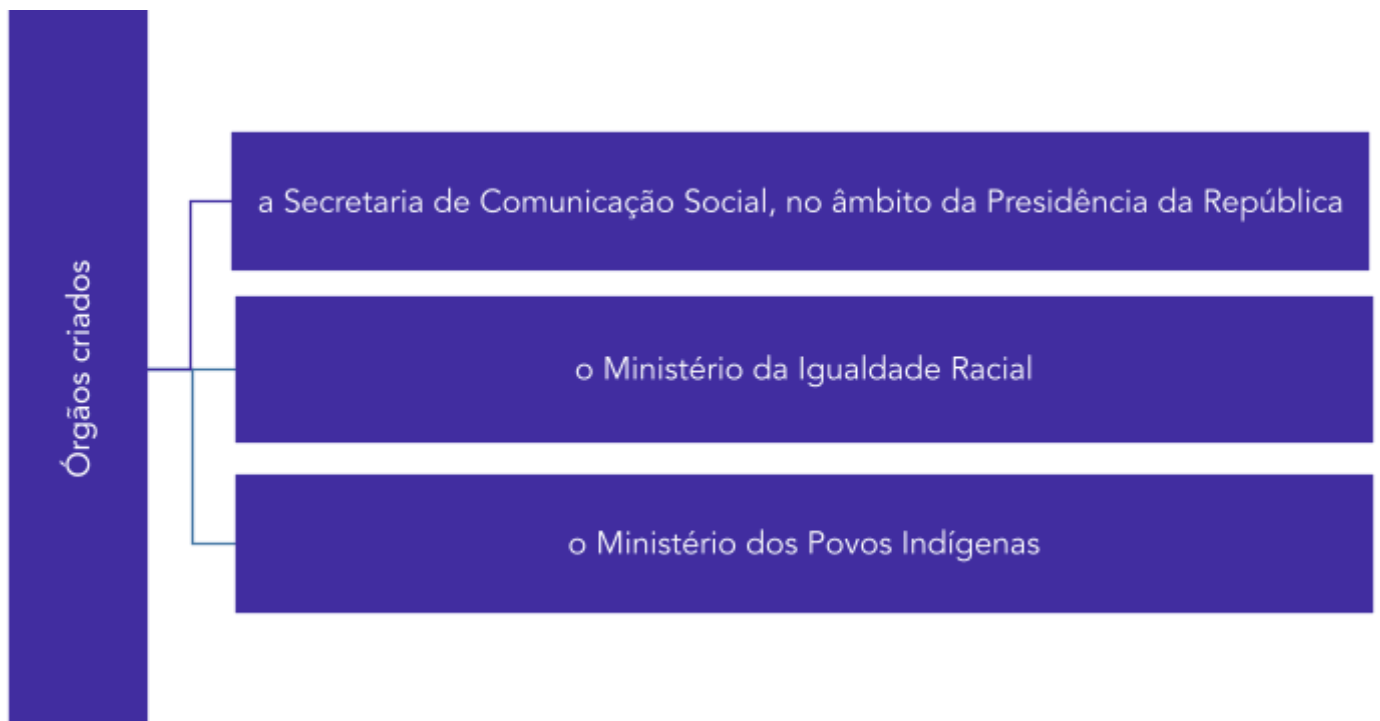 Órgãos criados
a Secretaria de Comunicação Social, no âmbito da Presidência da República
o Ministério da Igualdade Racial
o Ministério dos Povos Indígenas